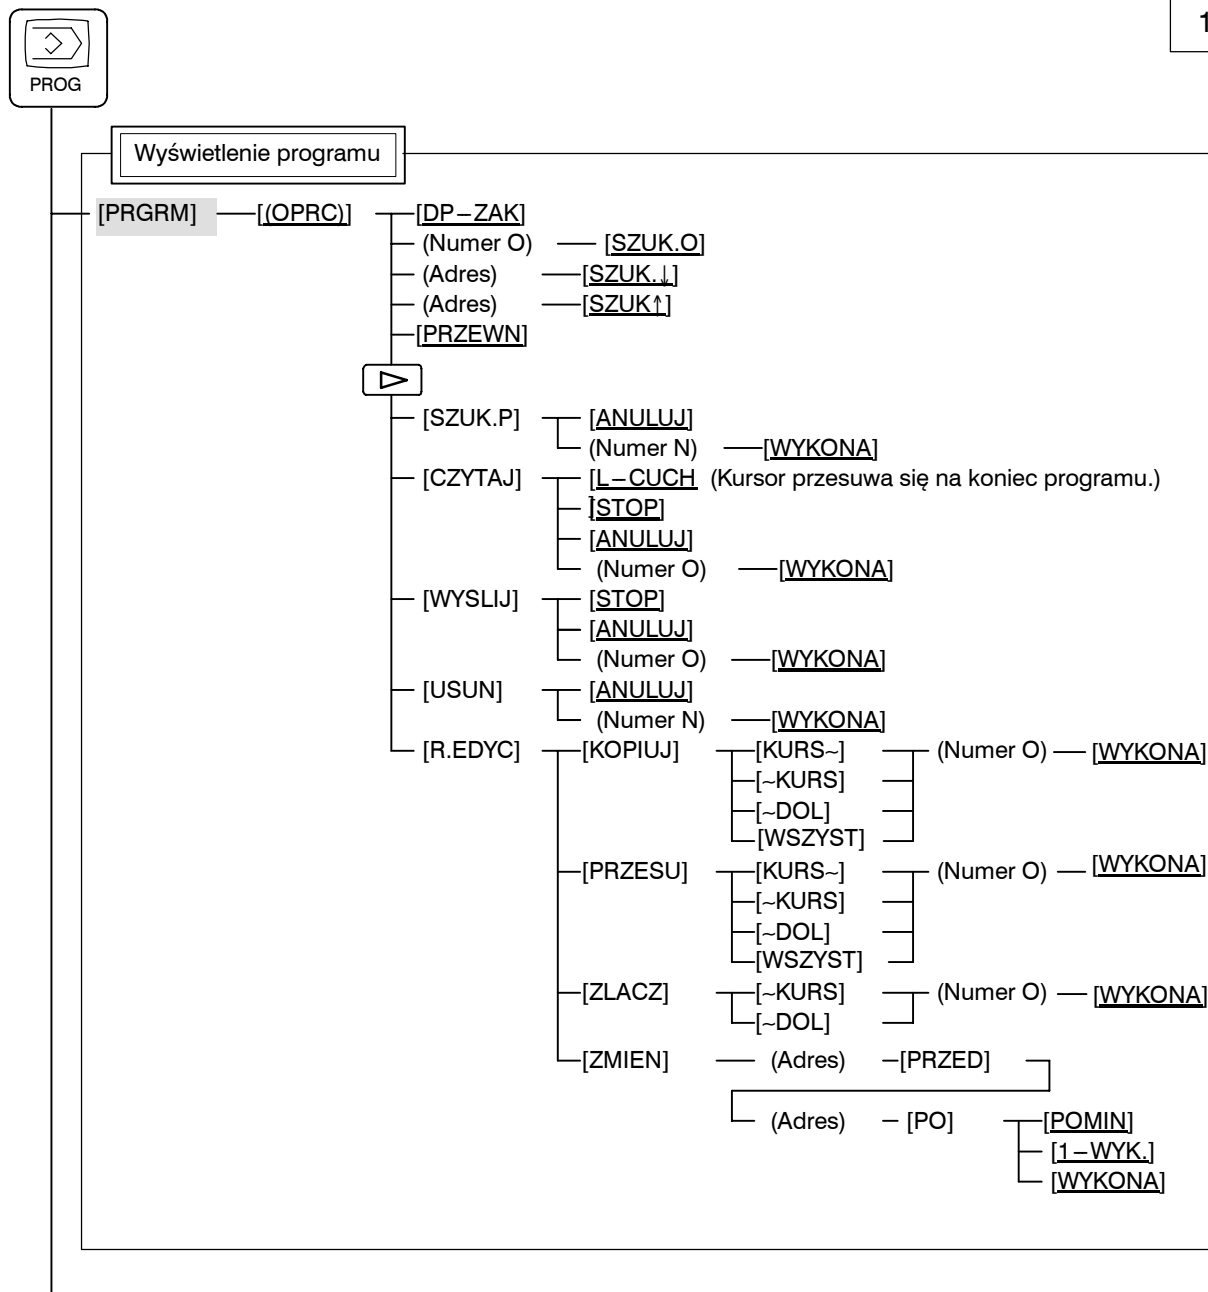 1
PROG
Wyświetlenie programu
[PRGRM] [(OPRC)] [DP–ZAK]
(Numer O) [SZUK.O]
(Adres) [SZUK.↓]
(Adres) [SZUK↑]
[PRZEWN]
[SZUK.P] [ANULUJ]
(Numer N) [WYKONA]
[CZYTAJ] [L–CUCH (Kursor przesuwa się na koniec programu.)
][STOP]
[ANULUJ]
(Numer O) [WYKONA]
[WYSLIJ] [STOP]
[ANULUJ]
(Numer O) [WYKONA]
[USUN] [ANULUJ]
(Numer N) [WYKONA]
[R.EDYC] [KOPIUJ] [KURS~] (Numer O) [WYKONA]
[~KURS]
[~DOL]
[WSZYST]
[PRZESU] [KURS~] (Numer O) [WYKONA]
[~KURS]
[~DOL]
[WSZYST]
[ZLACZ] [~KURS] (Numer O) [WYKONA]
[~DOL]
[ZMIEN] (Adres) [PRZED]
(Adres) [PO] [POMIN]
[1–WYK.]
[WYKONA]